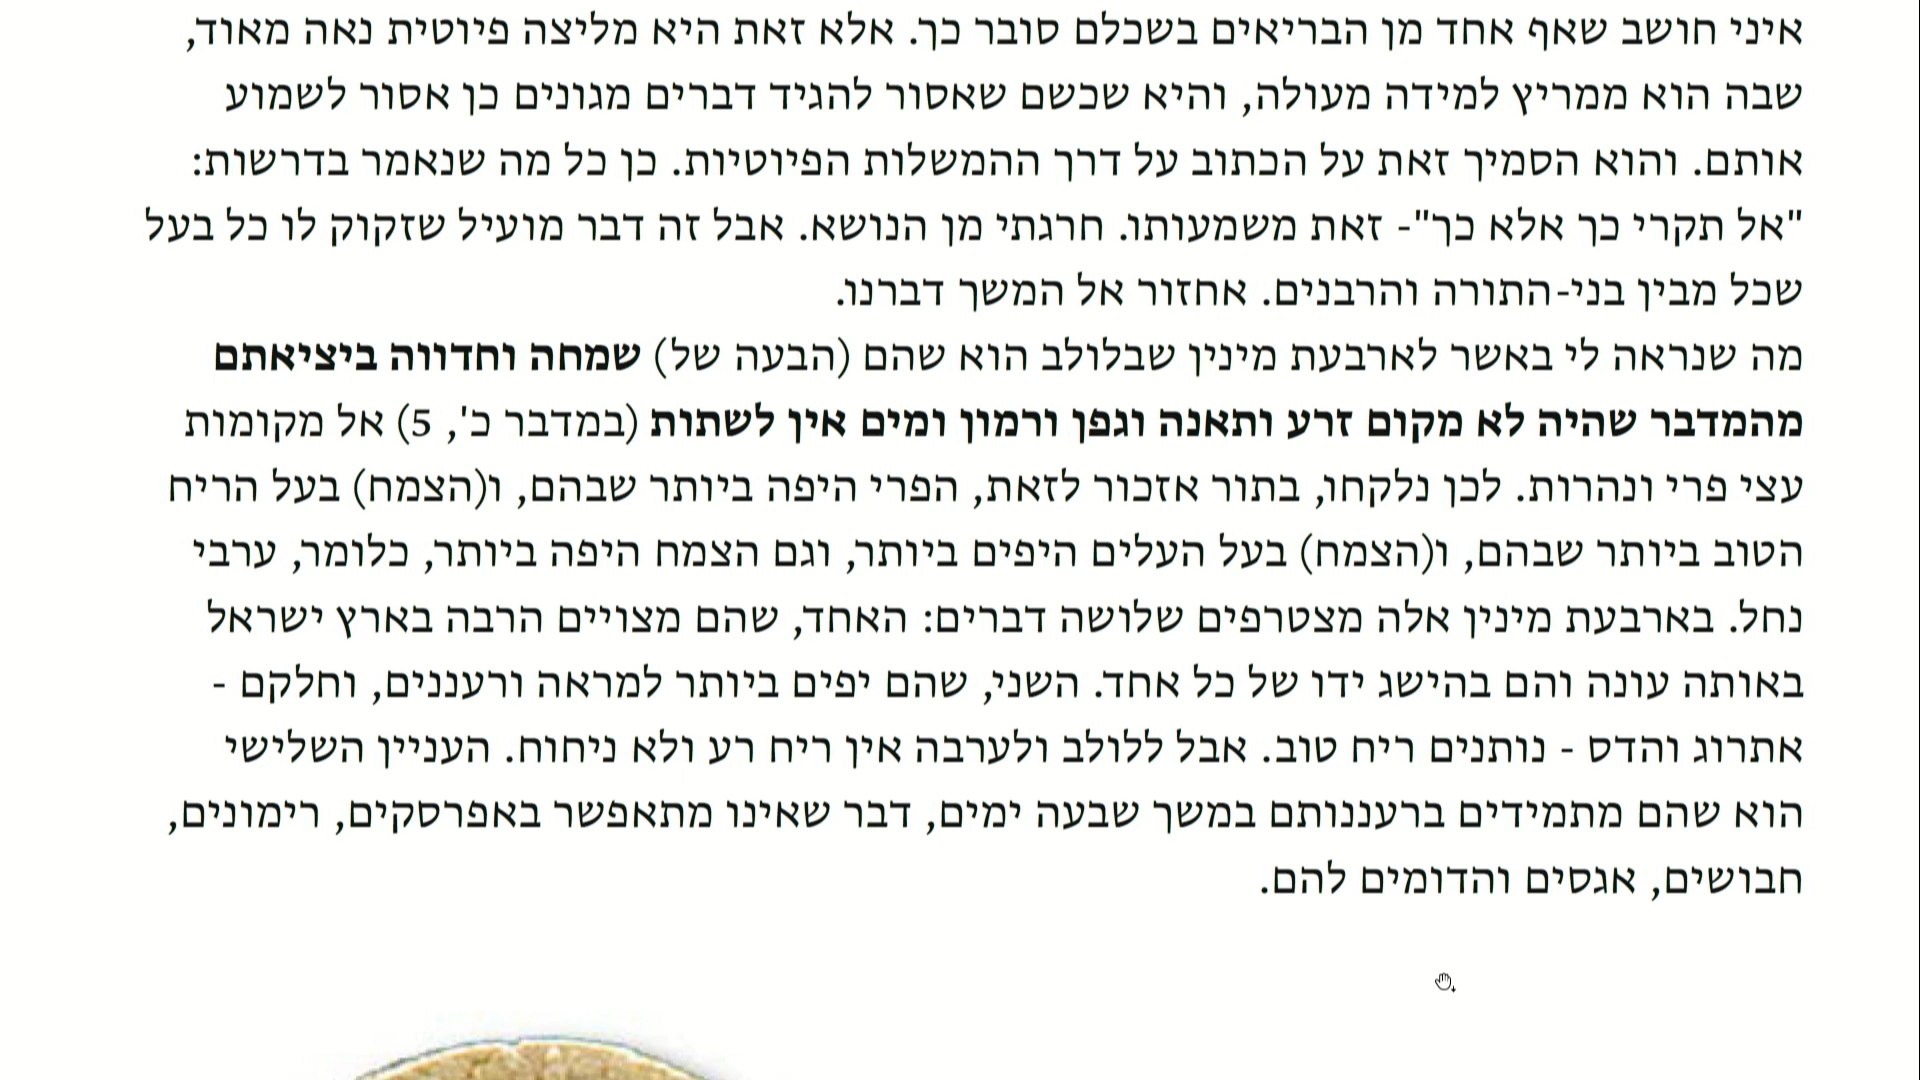 איני חושב שאף אחד מן הבריאים בשכלם סובר כך. אלא זאת היא מליצה פיוטית נאה מאוד,
שבה הוא ממריץ למידה מעולה, והיא שכשם שאסור להגיד דברים מגונים כן אסור לשמוע
אותם. והוא הסמיך זאת על הכתוב על דרך ההמשלות הפיוטיות. כן כל מה שנאמר בדרשות:
"אל תקרי כך אלא כך"- זאת משמעותו. חרגתי מן הנושא. אבל זה דבר מועיל שזקוק לו כל בעל
שכל מבין בני-התורה והרבנים. אחזור אל המשך דברנו.
מה שנראה לי באשר לארבעת מינין שבלולב הוא שהם (הבעה של) שמחה וחדווה ביציאתם
מהמדבר שהיה לא מקום זרע ותאנה וגפן ורמון ומים אין לשתות (במדבר כ', 5) אל מקומות
עצי פרי ונהרות. לכן נלקחו, בתור אזכור לזאת, הפרי היפה ביותר שבהם, ו(הצמח) בעל הריח
הטוב ביותר שבהם, ו(הצמח) בעל העלים היפים ביותר, וגם הצמח היפה ביותר, כלומר, ערבי
נחל. בארבעת מינין אלה מצטרפים שלושה דברים: האחד, שהם מצויים הרבה בארץ ישראל
באותה עונה והם בהישג ידו של כל אחד. השני, שהם יפים ביותר למראה ורעננים, וחלקם -
אתרוג והדס - נותנים ריח טוב. אבל ללולב ולערבה אין ריח רע ולא ניחוח. העניין השלישי
הוא שהם מתמידים ברעננותם במשך שבעה ימים, דבר שאינו מתאפשר באפרסקים, רימונים,
חבושים, אגסים והדומים להם.